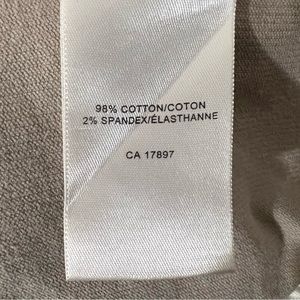 98% COTTON/COTON
2% SPANDEX/ÉLASTHANNE
CA 17897